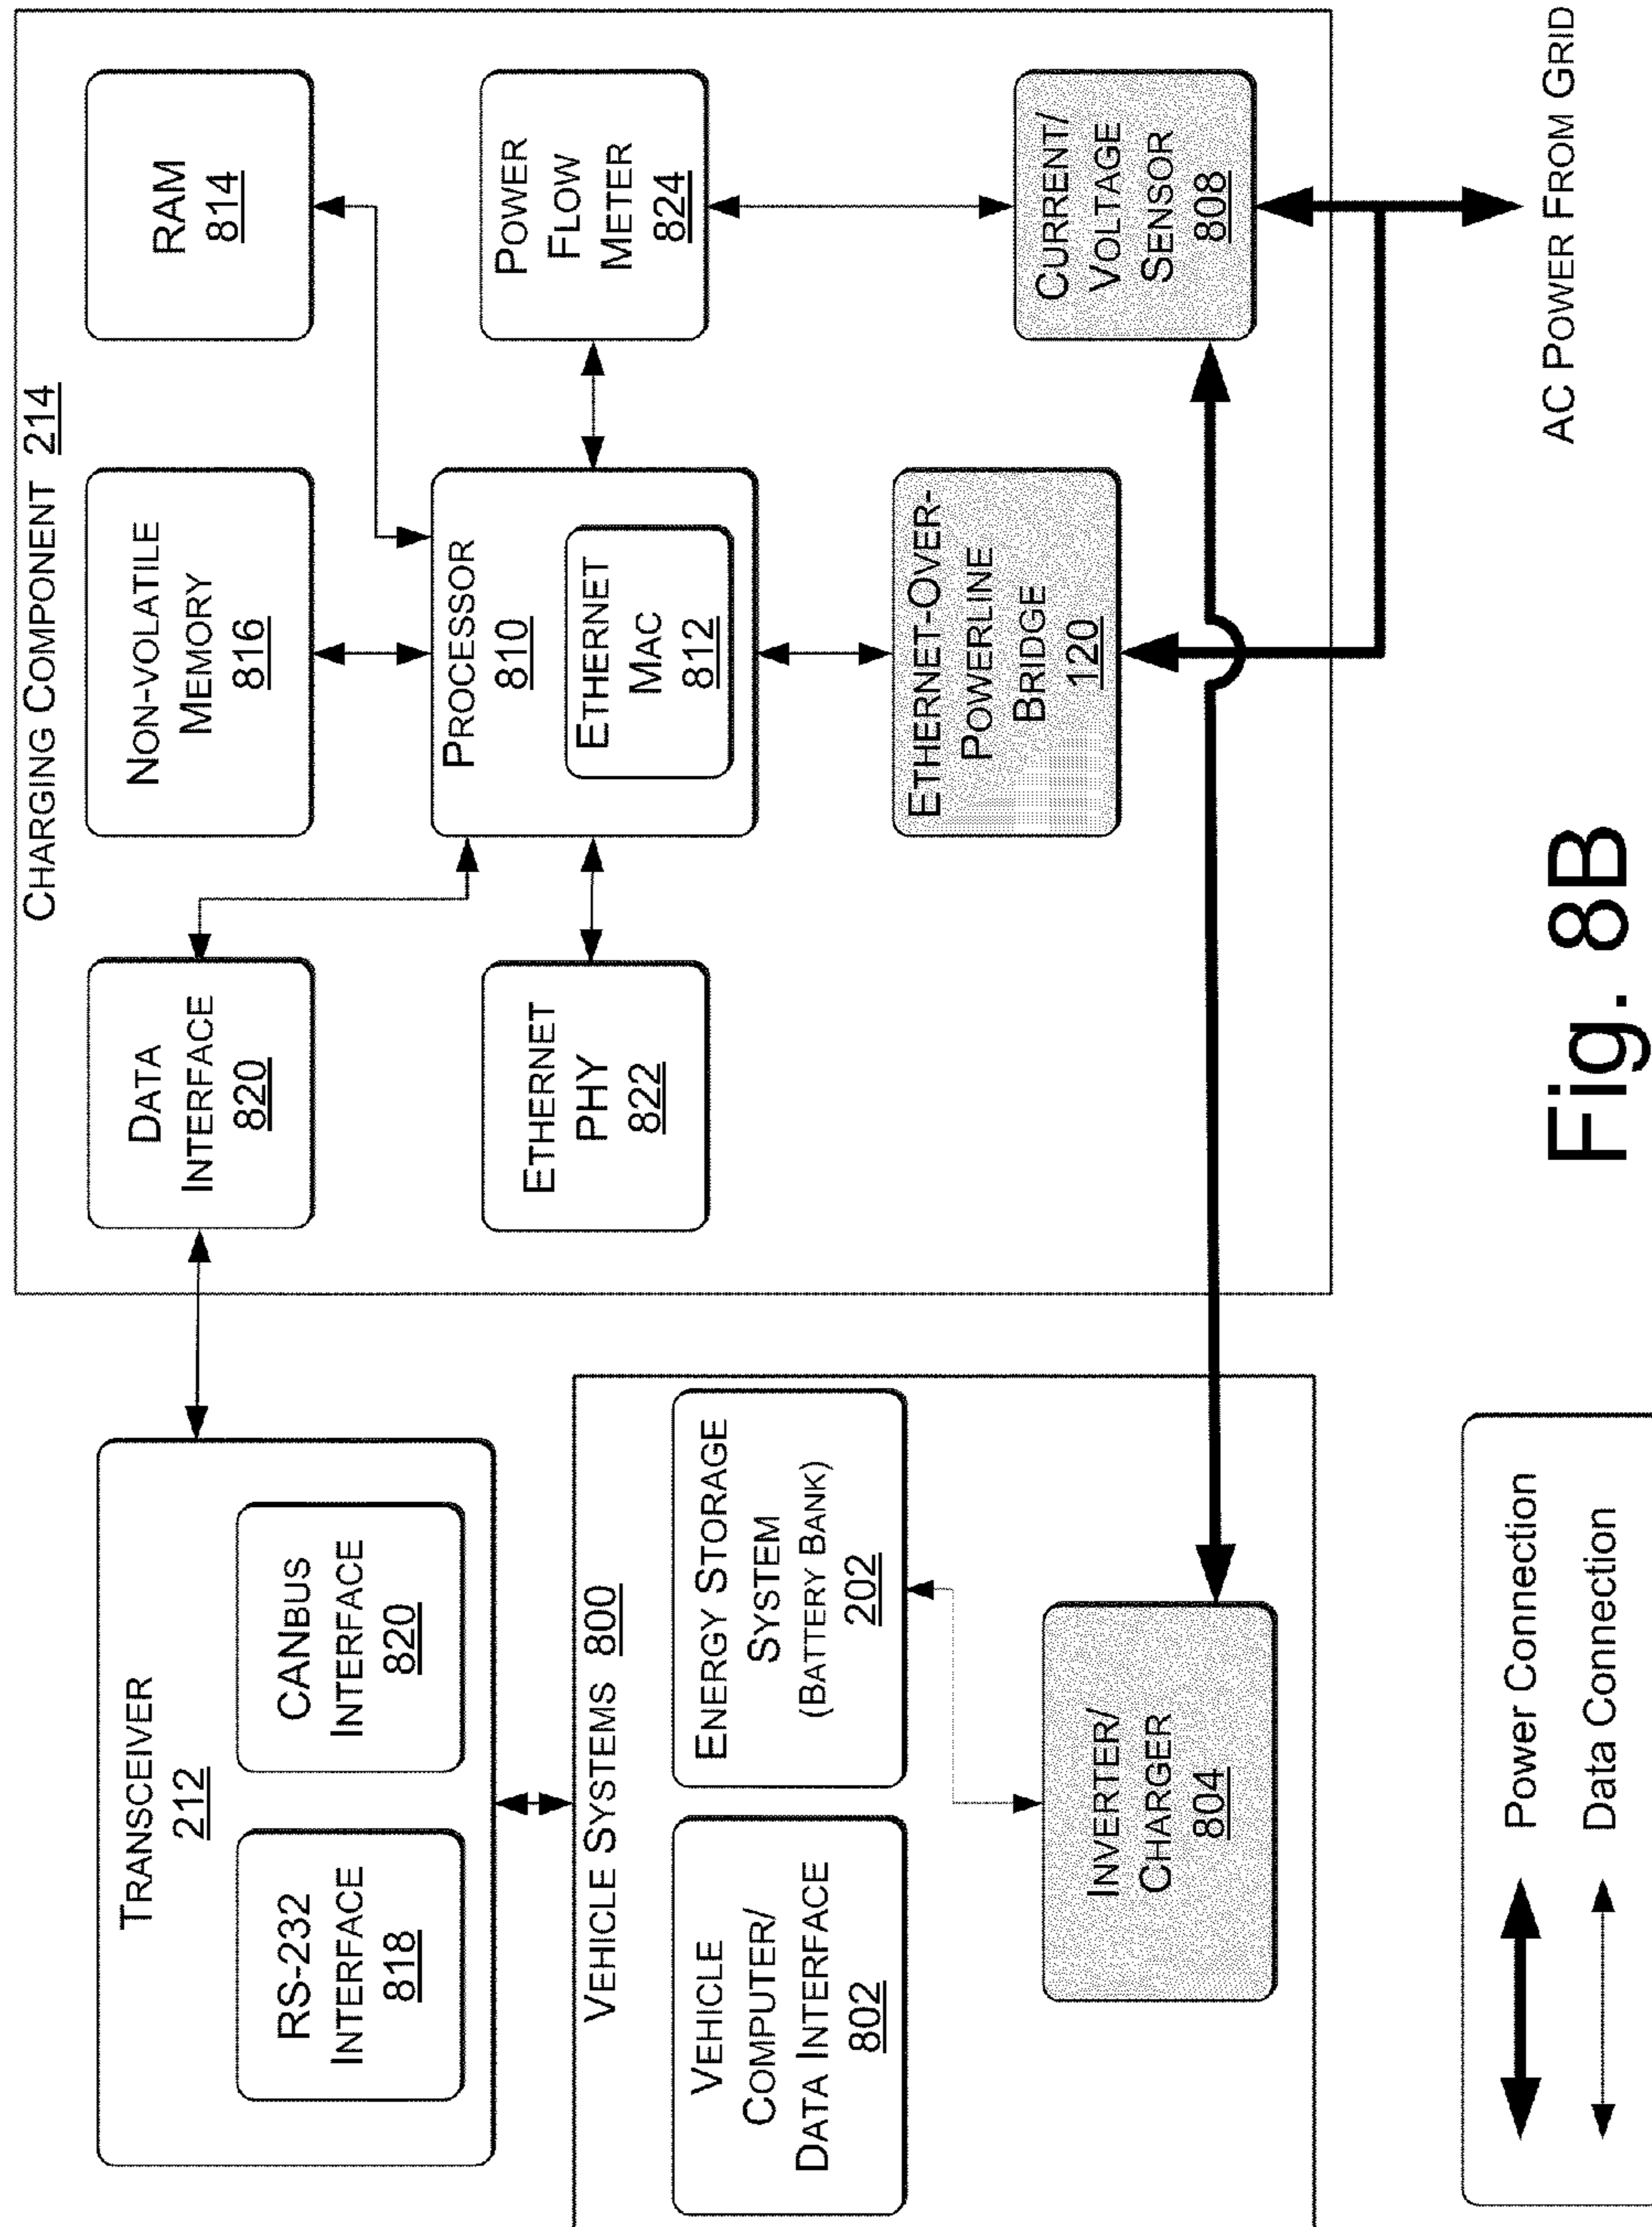 TRANSCEIVER
212
RS-232
INTERFACE
818
CANBUS
INTERFACE
820
VEHICLE SYSTEMS 800
VEHICLE
COMPUTER/
DATA INTERFACE
802
ENERGY STORAGE
SYSTEM
(BATTERY BANK)
202
INVERTER/
CHARGER
804
CHARGING COMPONENT 214
DATA
INTERFACE
820
NON-VOLATILE
MEMORY
816
RAM
814
ETHERNET
PHY
822
PROCESSOR
810
ETHERNET
MAC
812
POWER
FLOW
METER
824
ETHERNET-OVER-
POWERLINE
BRIDGE
120
CURRENT/
VOLTAGE
SENSOR
808
AC POWER FROM GRID
Power Connection
Data Connection
Fig. 8B